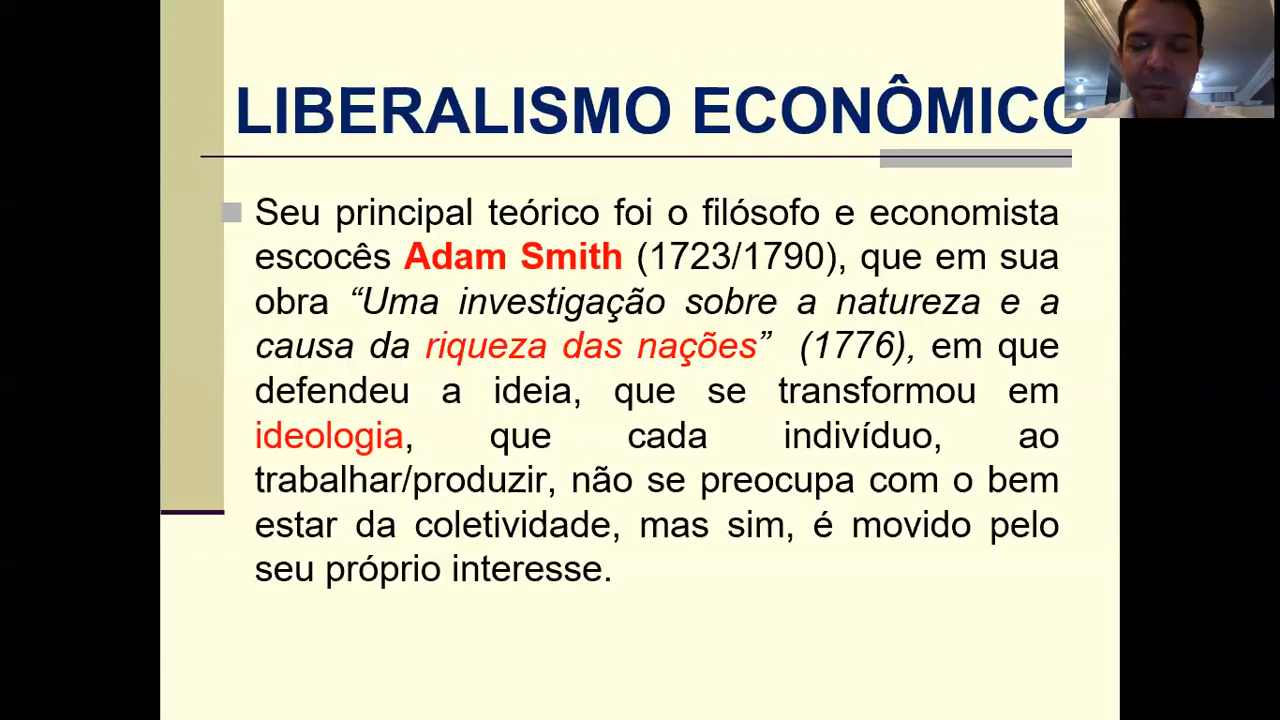 LIBERALISMO ECONÔMICO
Seu principal teórico foi o filósofo e economista
escocês Adam Smith (1723/1790), que em sua
obra “Uma investigação sobre a natureza e a
causa da riqueza das nações” (1776), em que
defendeu a ideia, que se transformou em
ideologia, que cada indivíduo, ao
trabalhar/produzir, não se preocupa com o bem
estar da coletividade, mas sim, é movido pelo
seu próprio interesse.